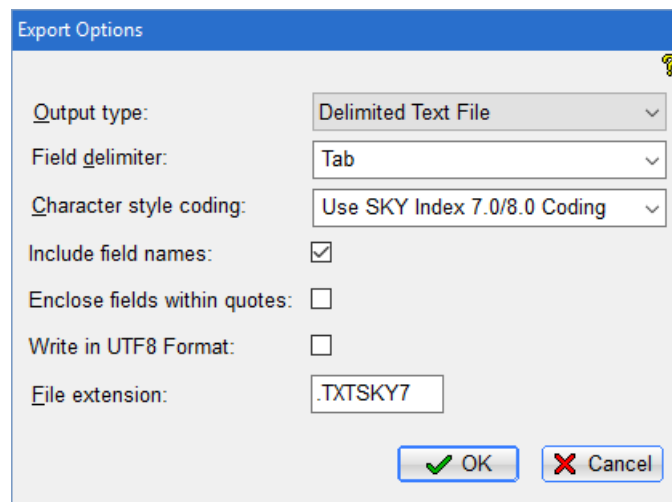 Export Options
Output type: Delimited Text File
Field delimiter: Tab
Character style coding: Use SKY Index 7.0/8.0 Coding
Include field names:
Enclose fields within quotes:
Write in UTF8 Format:
File extension: .TXTSKY7
OK Cancel